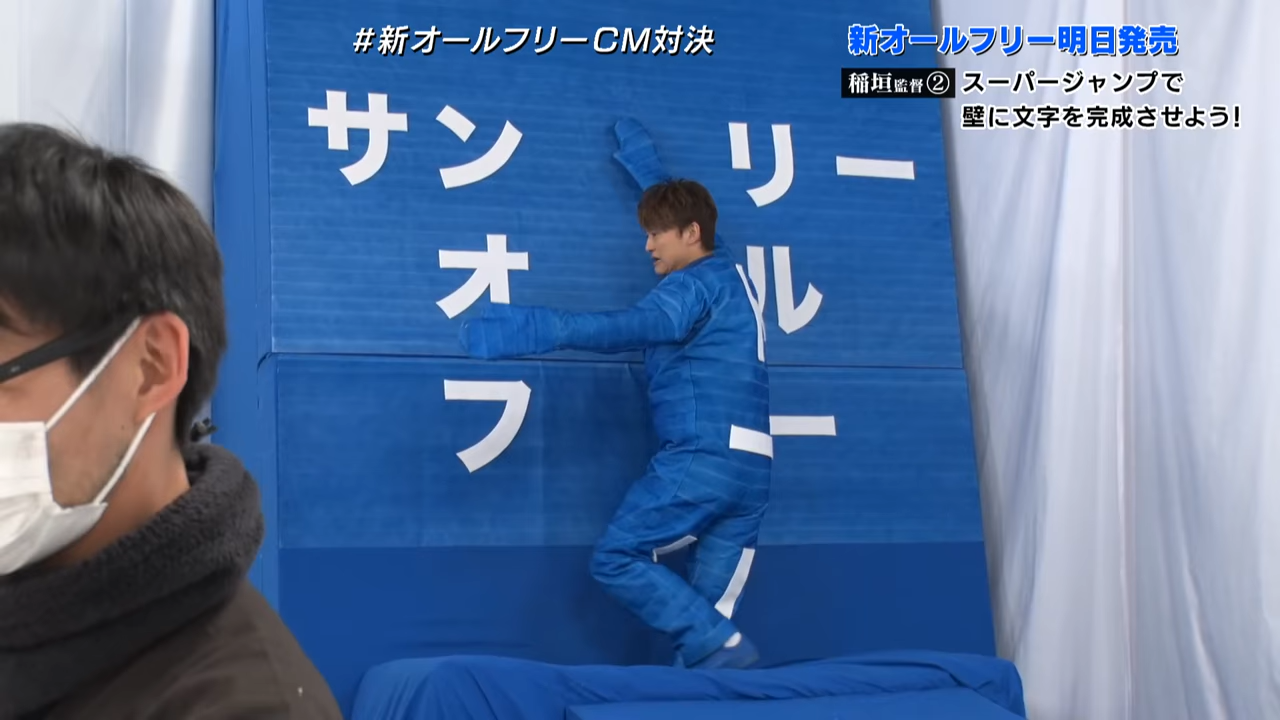 #新オールフリーCM対決
新オールフリー明日発売
稲垣監督② スーパージャンプで
壁に文字を完成させよう!
サン リー
オ ル
フ ー